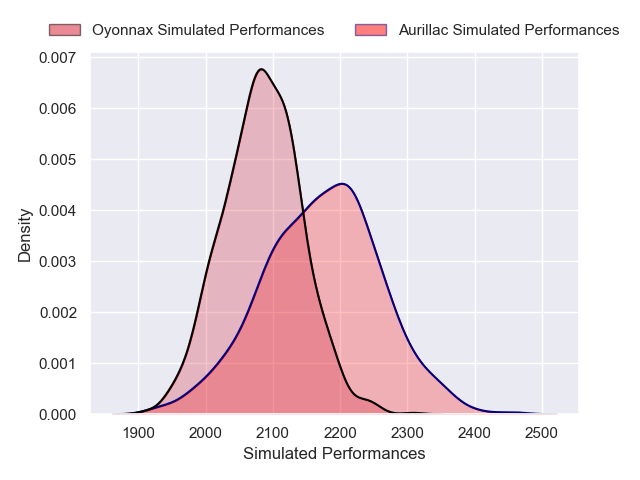 Oyonnax Simulated Performances Aurillac Simulated Performances
0.007
0.006
0.005
0.004
0.003
0.002
0.001
0.000
Density
1900 2000 2100 2200 2300 2400 2500
Simulated Performances